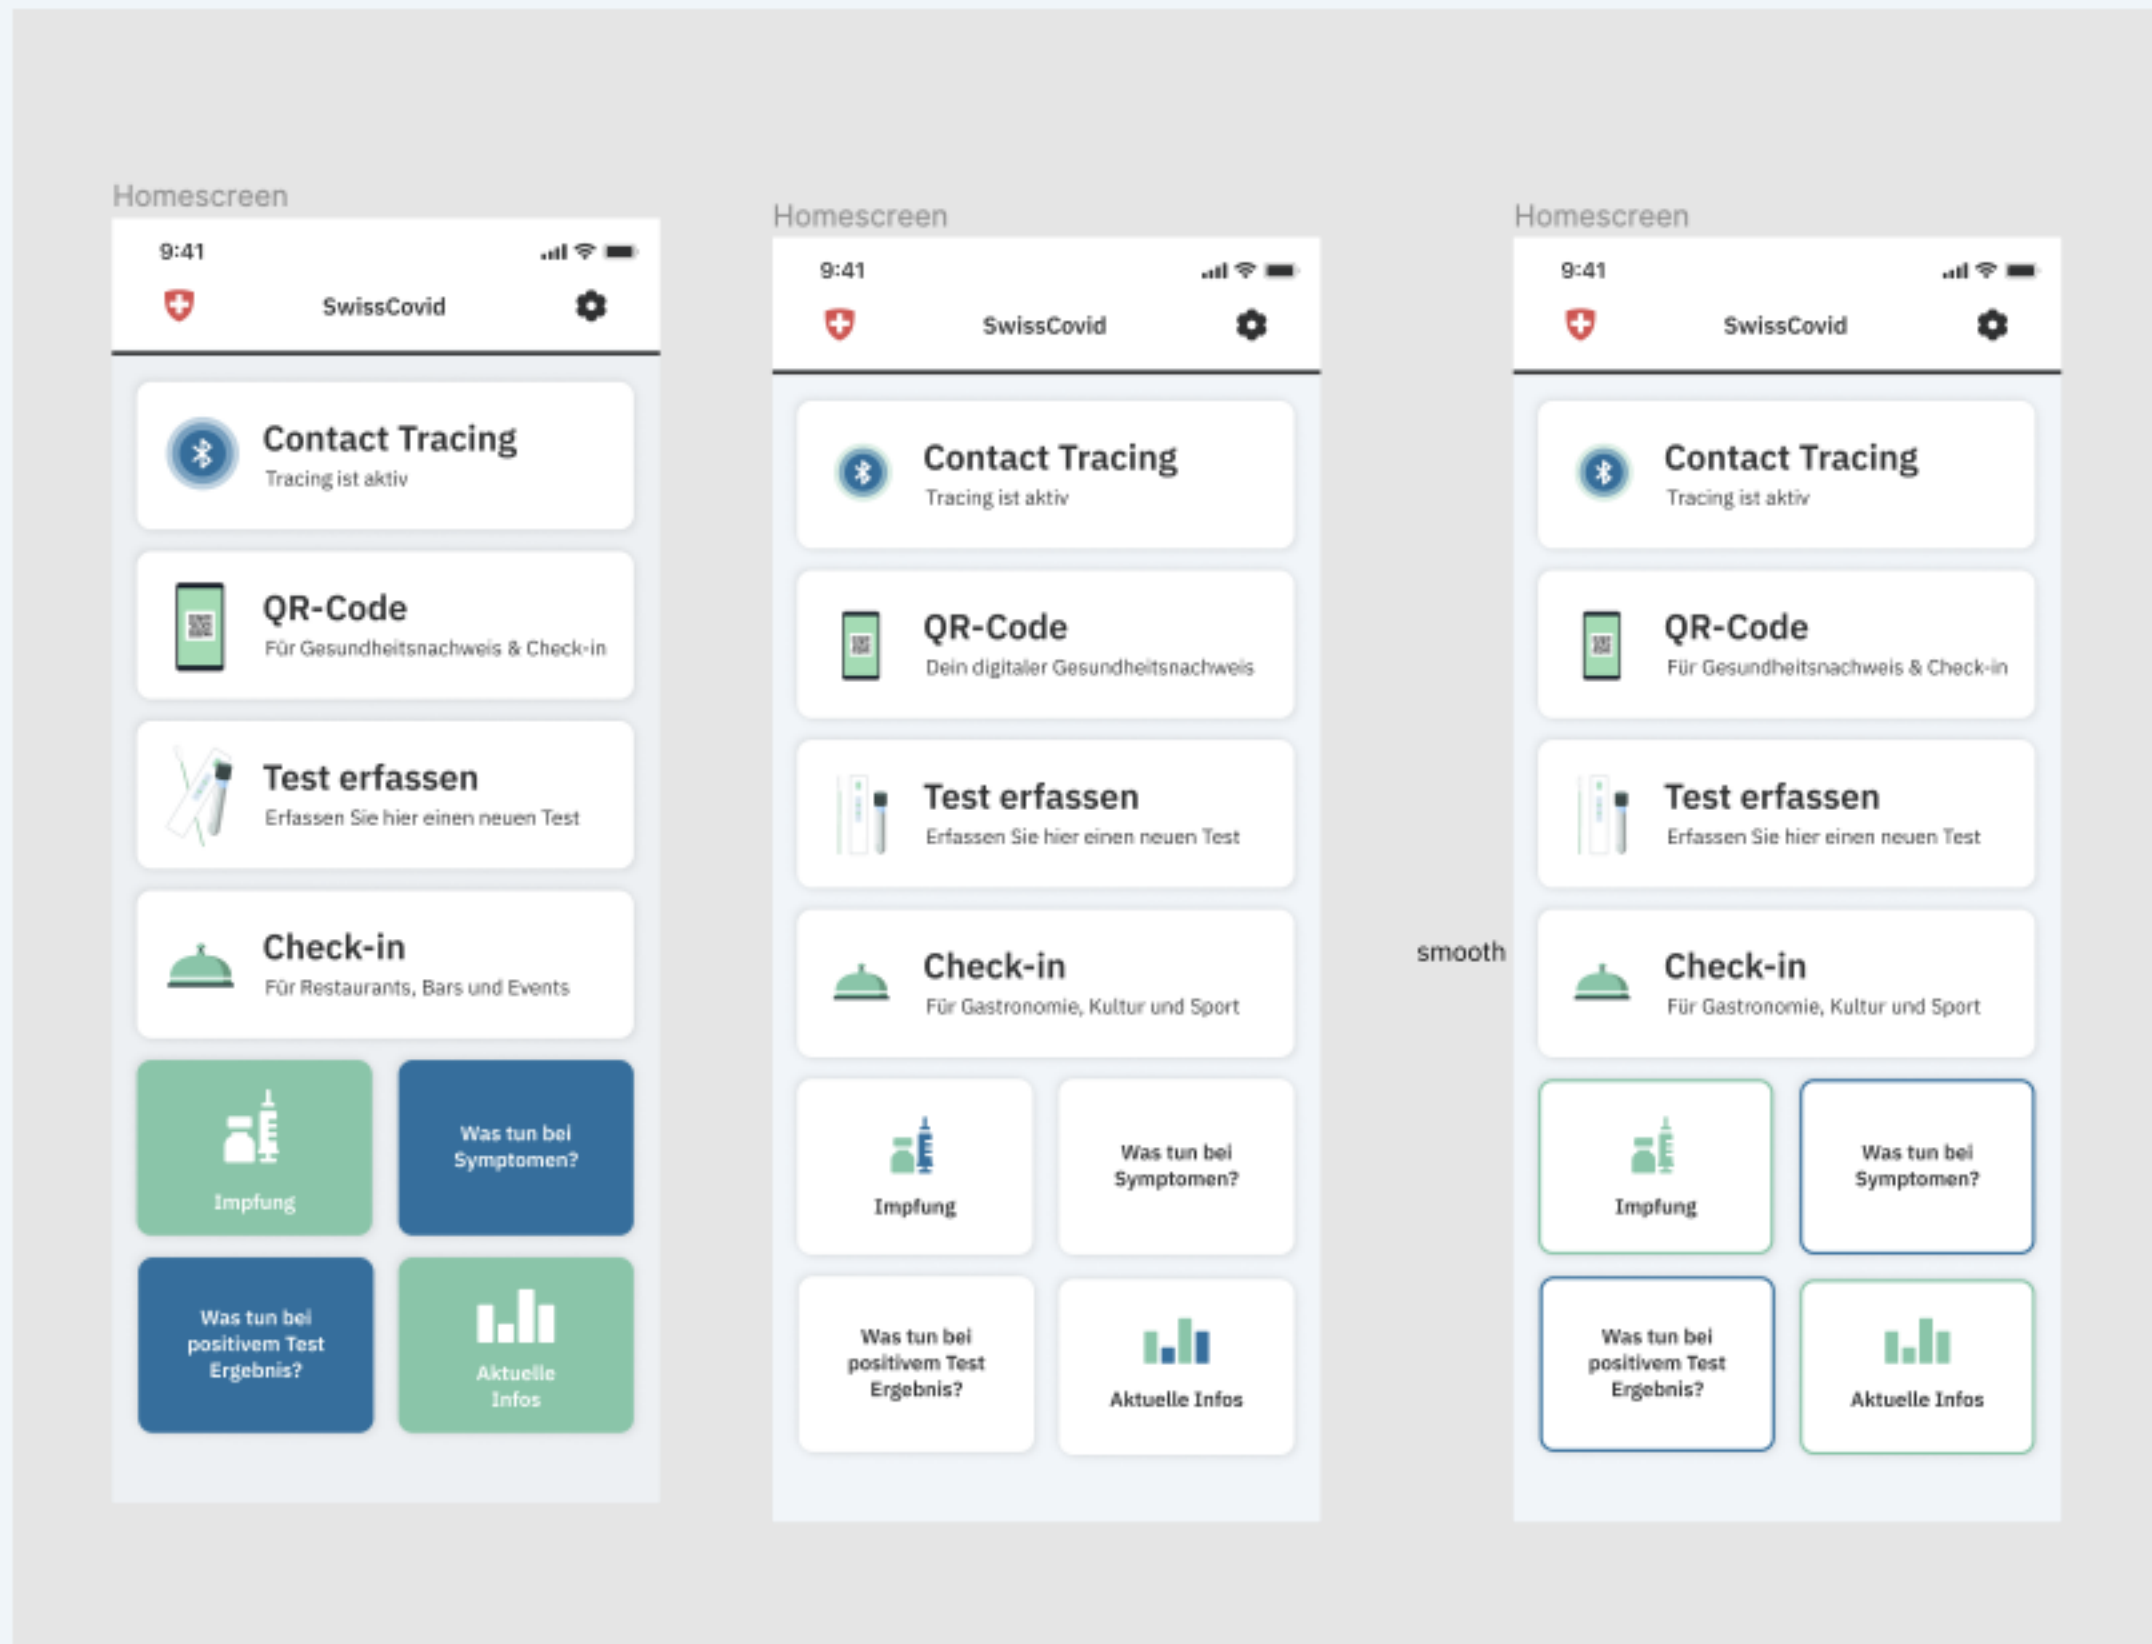 Homescreen
9:41
SwissCovid
Contact Tracing
Tracing ist aktiv
QR-Code
Für Gesundheitsnachweis & Check-in
Test erfassen
Erfassen Sie hier einen neuen Test
Check-in
Für Restaurants, Bars und Events
Impfung
Was tun bei
Symptomen?
Was tun bei
positivem Test
Ergebnis?
Aktuelle
Infos
Homescreen
9:41
SwissCovid
Contact Tracing
Tracing ist aktiv
QR-Code
Dein digitaler Gesundheitsnachweis
Test erfassen
Erfassen Sie hier einen neuen Test
Check-in
Für Gastronomie, Kultur und Sport
Impfung
Was tun bei
Symptomen?
Was tun bei
positivem Test
Ergebnis?
Aktuelle Infos
smooth
Homescreen
9:41
SwissCovid
Contact Tracing
Tracing ist aktiv
QR-Code
Für Gesundheitsnachweis & Check-in
Test erfassen
Erfassen Sie hier einen neuen Test
Check-in
Für Gastronomie, Kultur und Sport
Impfung
Was tun bei
Symptomen?
Was tun bei
positivem Test
Ergebnis?
Aktuelle Infos